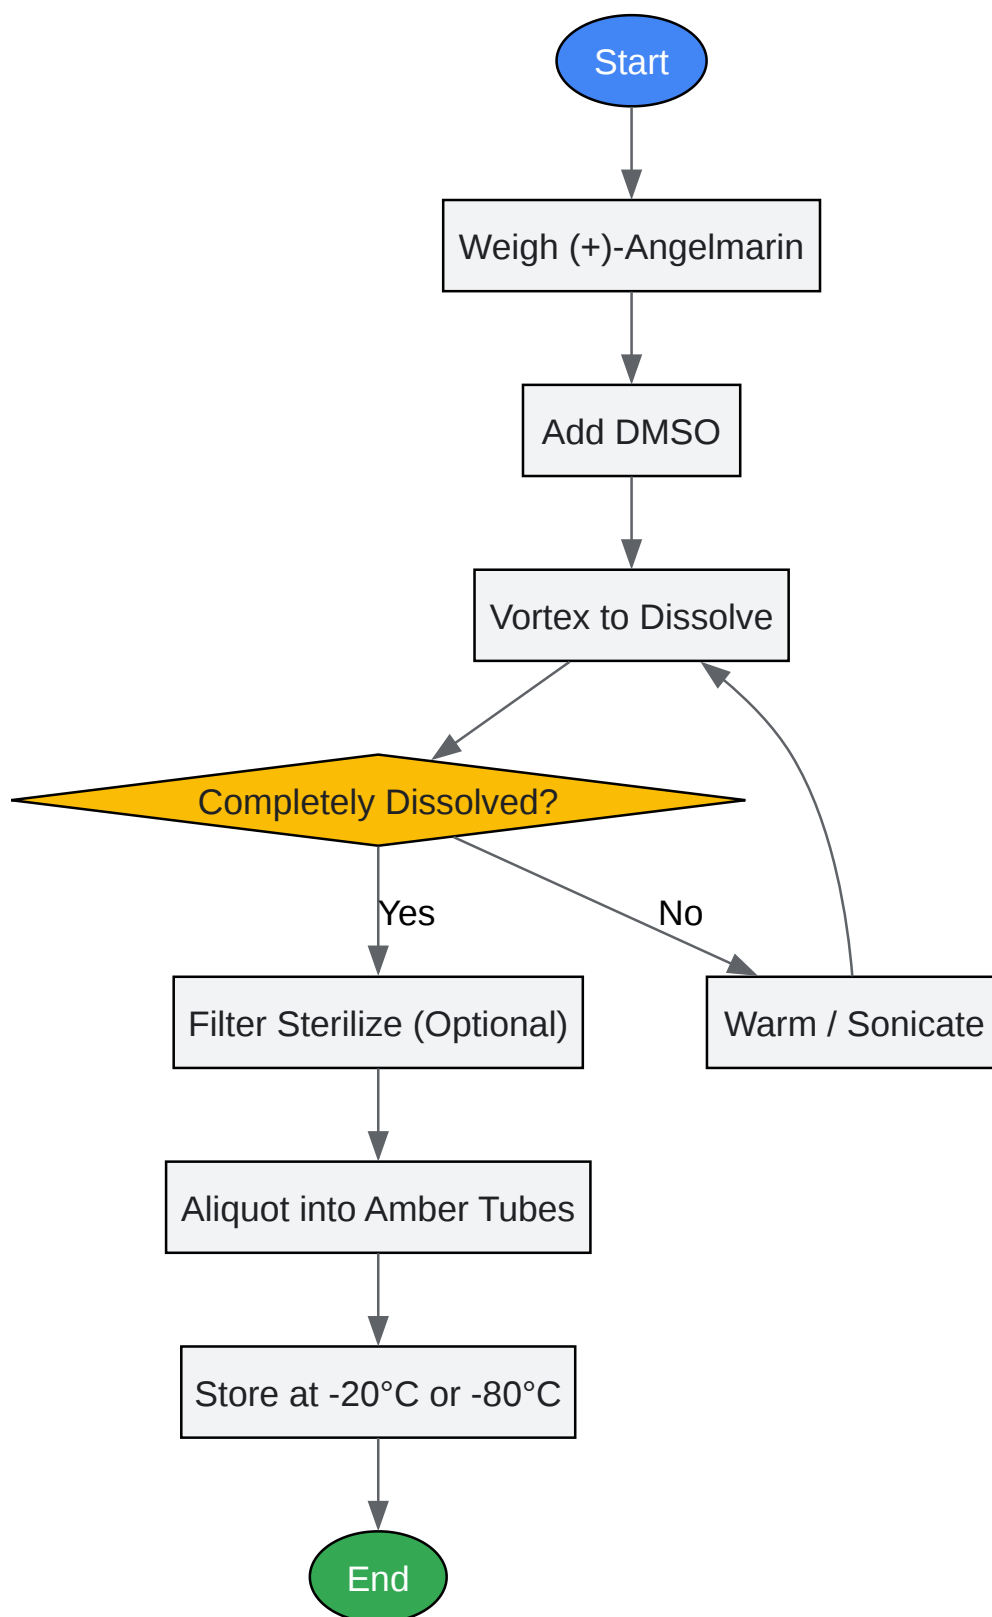 Start
Weigh (+)-Angelmarin
Add DMSO
Vortex to Dissolve
Completely Dissolved?
Yes
No
Filter Sterilize (Optional)
Warm / Sonicate
Aliquot into Amber Tubes
Store at -20°C or -80°C
End